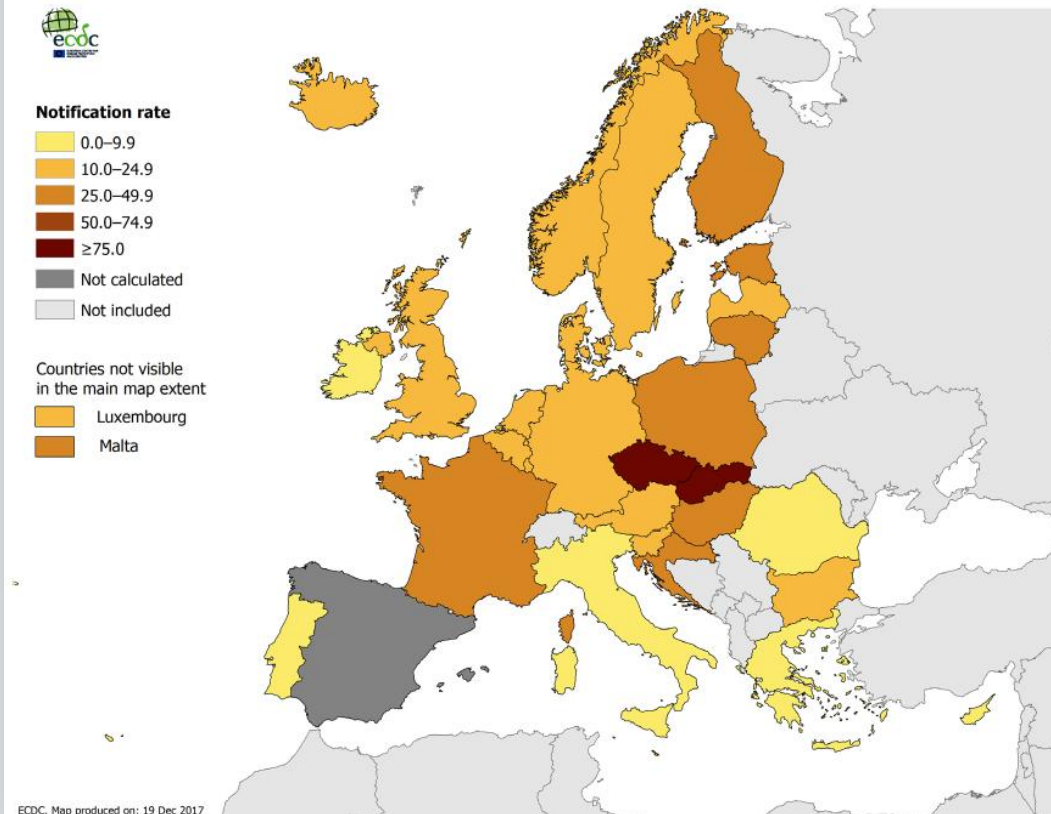 ecdc
Notification rate
0.0–9.9
10.0–24.9
25.0–49.9
50.0–74.9
≥75.0
Not calculated
Not included
Countries not visible
in the main map extent
Luxembourg
Malta
ECDC. Map produced on: 19 Dec 2017